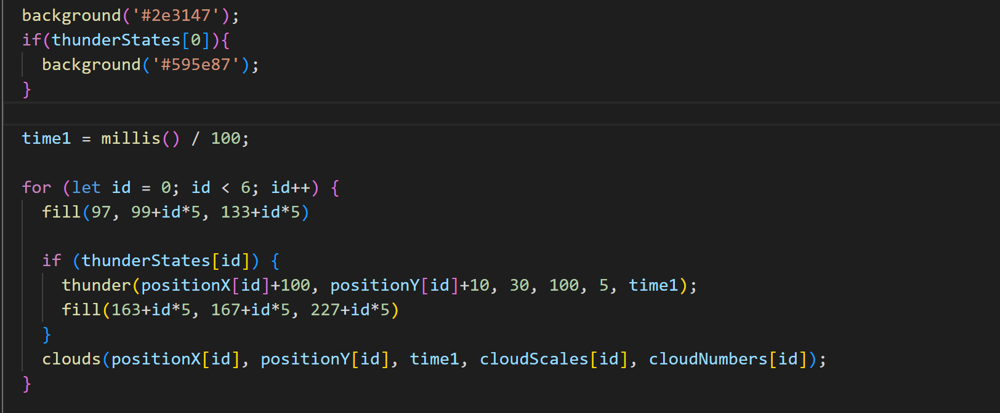 background('#2e3147');
if(thunderStates[0]){
  background('#595e87');
}

time1 = millis() / 100;

for (let id = 0; id < 6; id++) {
  fill(97, 99+id*5, 133+id*5)

  if (thunderStates[id]) {
    thunder(positionX[id]+100, positionY[id]+10, 30, 100, 5, time1);
    fill(163+id*5, 167+id*5, 227+id*5)
  }
  clouds(positionX[id], positionY[id], time1, cloudScales[id], cloudNumbers[id]);
}